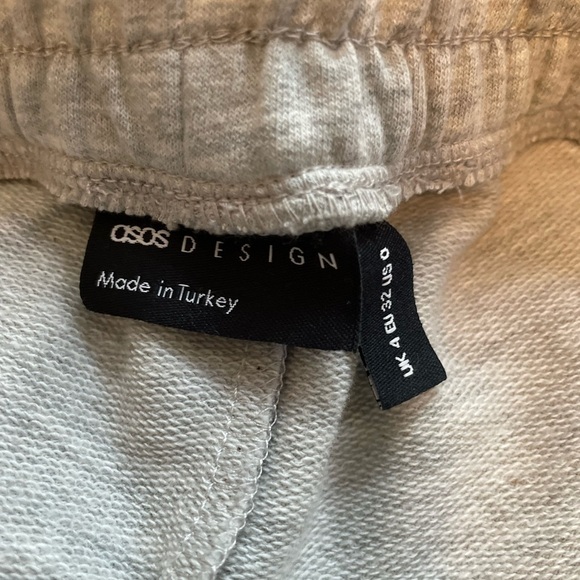 asos DESIGN
Made in Turkey
UK 4 EU 32 US 0